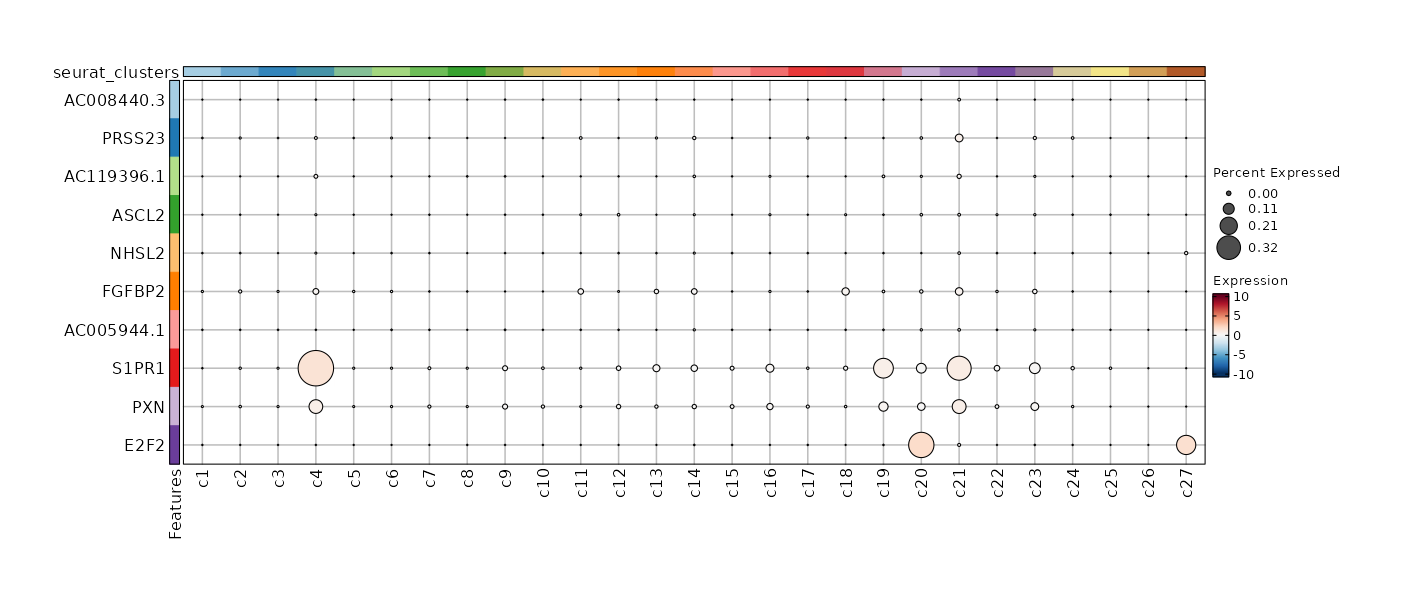 seurat_clusters
AC008440.3
PRSS23
AC119396.1
ASCL2
NHSL2
FGFBP2
AC005944.1
S1PR1
PXN
E2F2
Features
c1 c2 c3 c4 c5 c6 c7 c8 c9 c10 c11 c12 c13 c14 c15 c16 c17 c18 c19 c20 c21 c22 c23 c24 c25 c26 c27
Percent Expressed
0.00
0.11
0.21
0.32
Expression
10
5
0
-5
-10